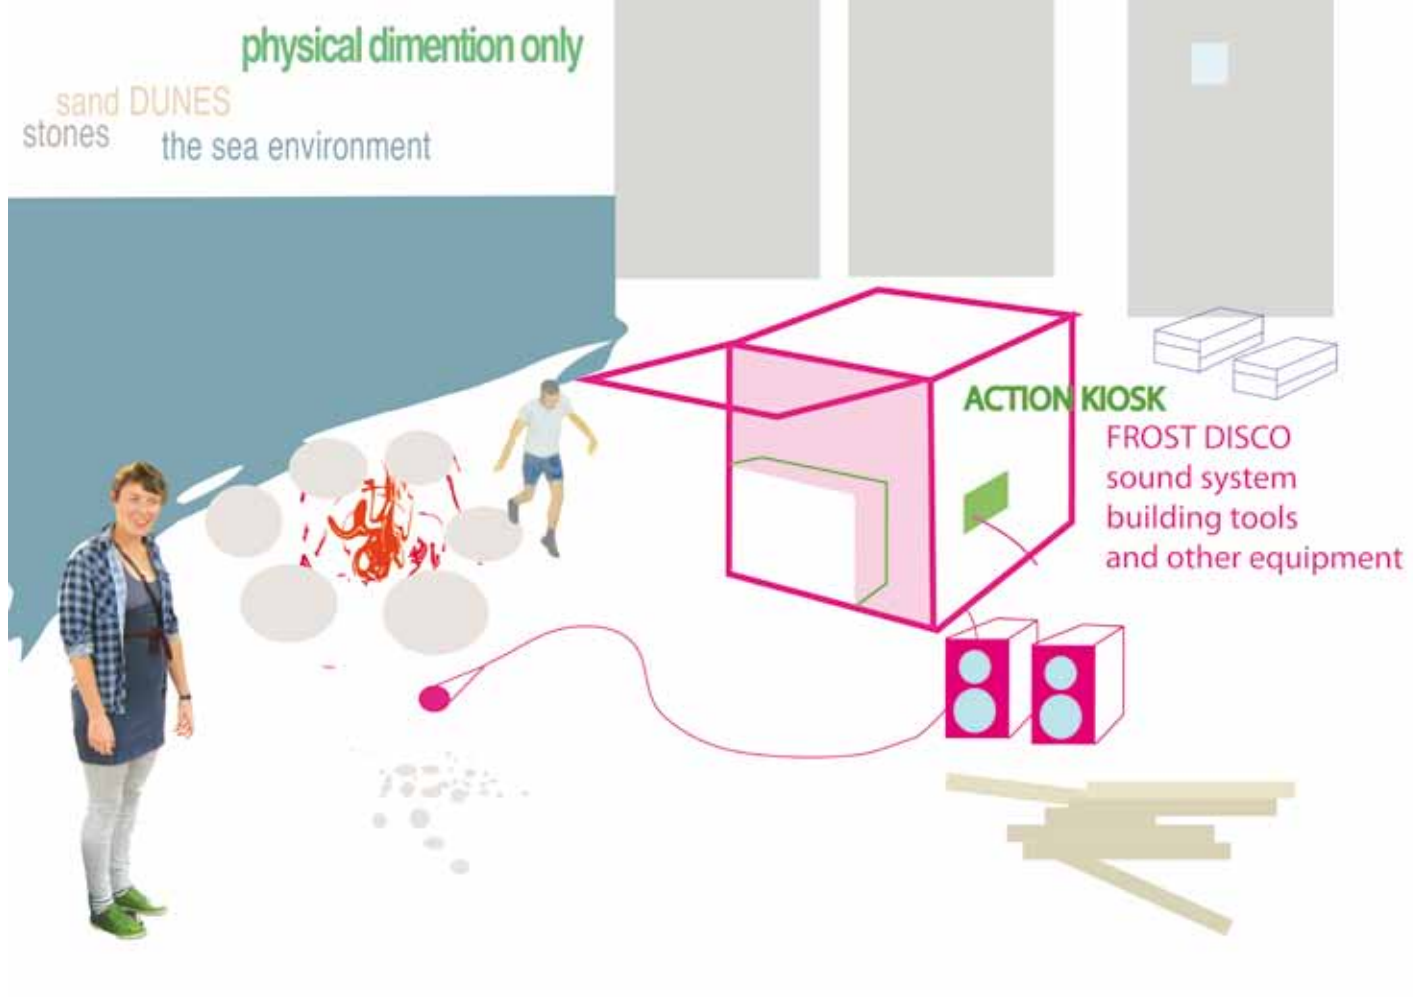 physical dimention only
sand DUNES
stones
the sea environment
ACTION KIOSK
FROST DISCO
sound system
building tools
and other equipment